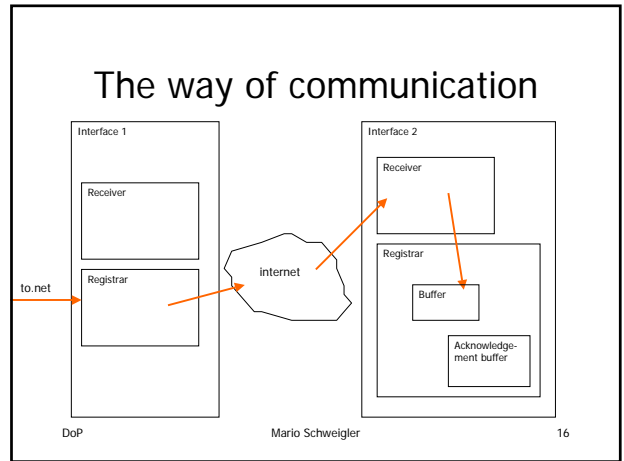 The way of communication
Interface 1
Receiver
Registrar
to.net
internet
Interface 2
Receiver
Registrar
Buffer
Acknowledge-
ment buffer
DoP
Mario Schweigler
16